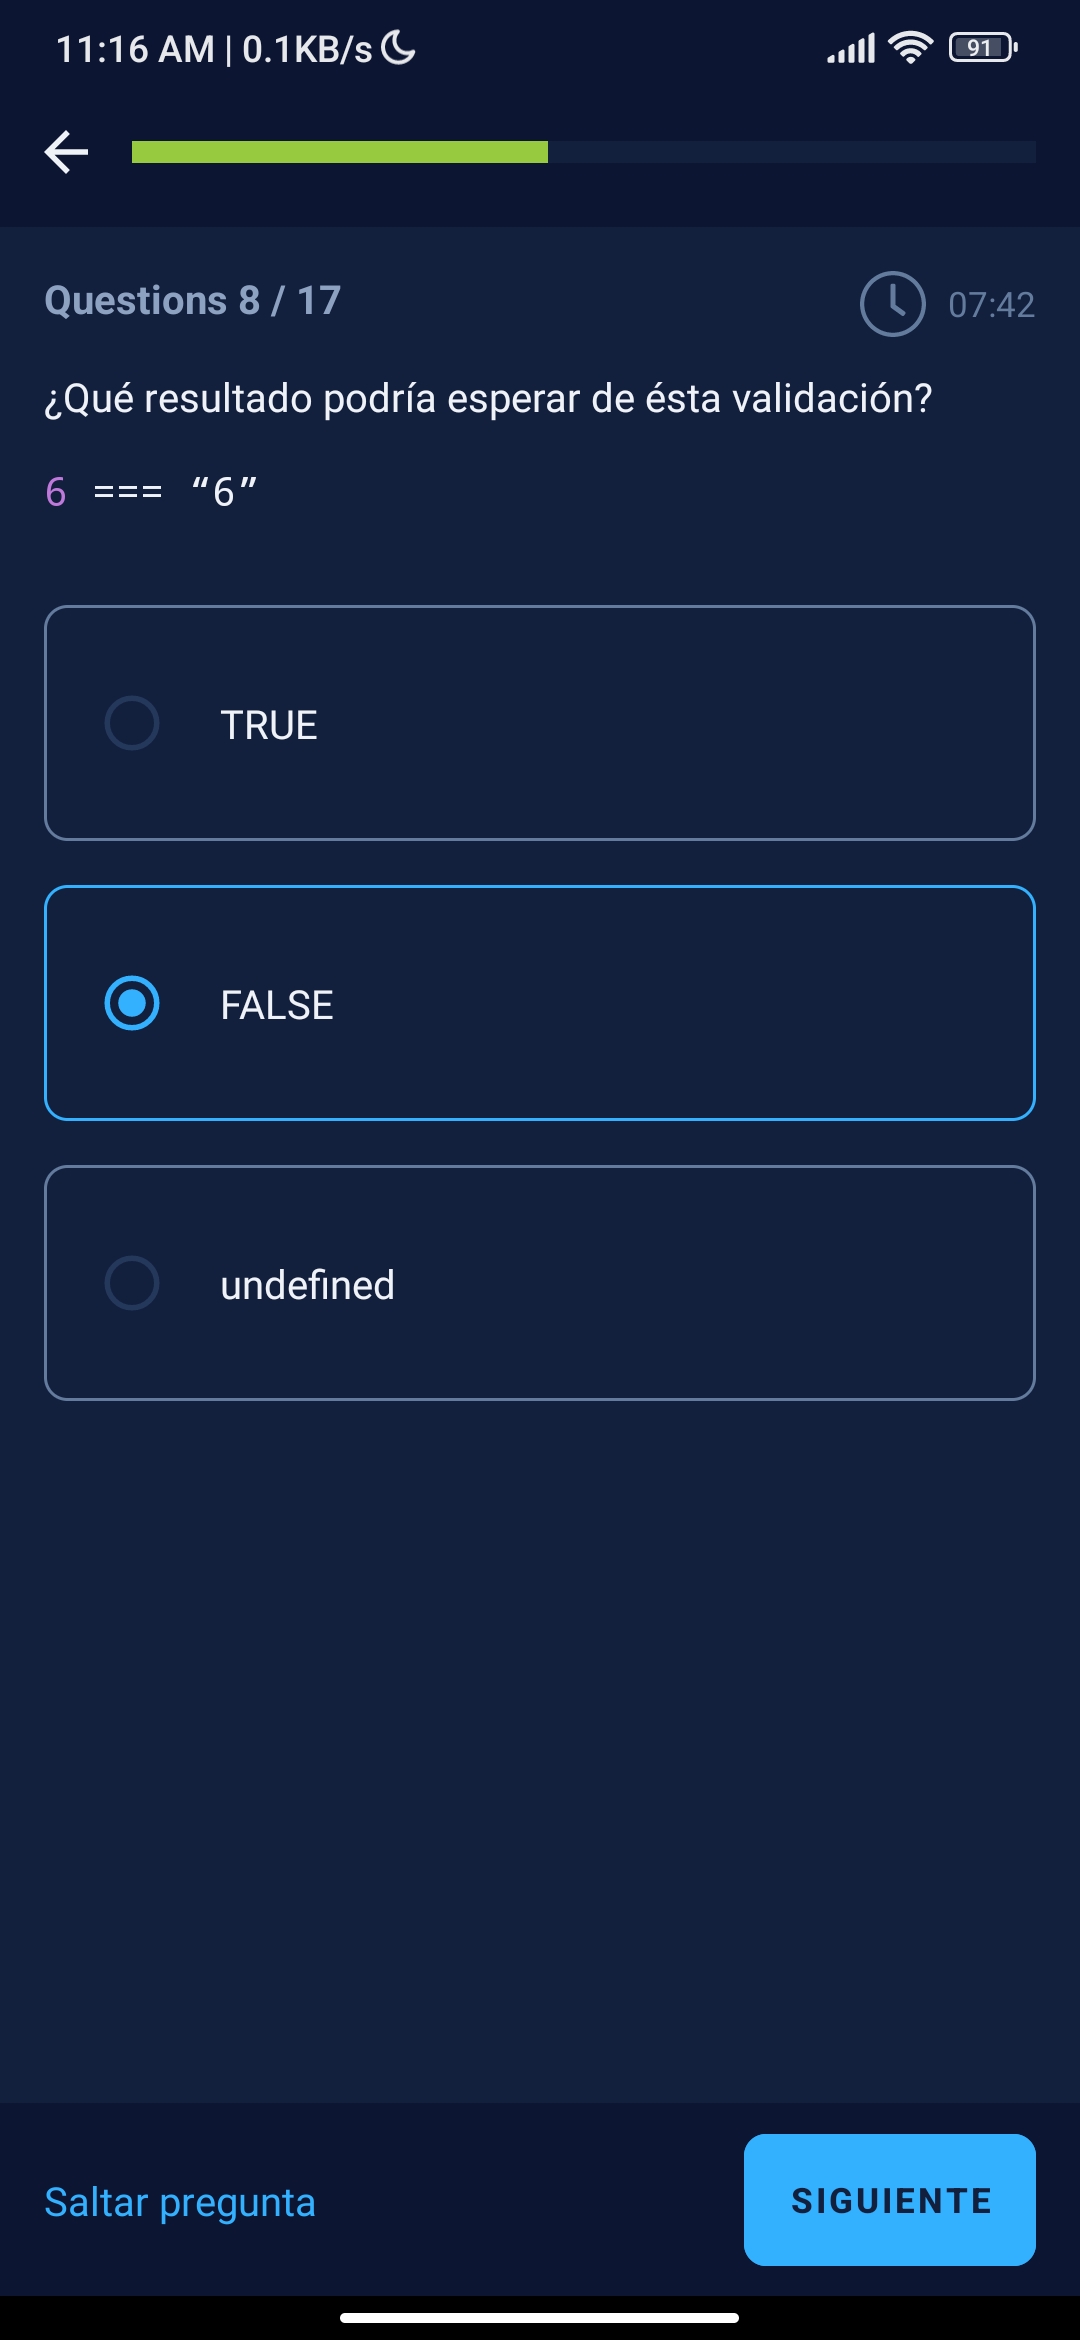 11:16 AM | 0.1KB/s
91
Questions 8 / 17
07:42
¿Qué resultado podría esperar de ésta validación?
6 === “6”
TRUE
FALSE
undefined
Saltar pregunta
SIGUIENTE